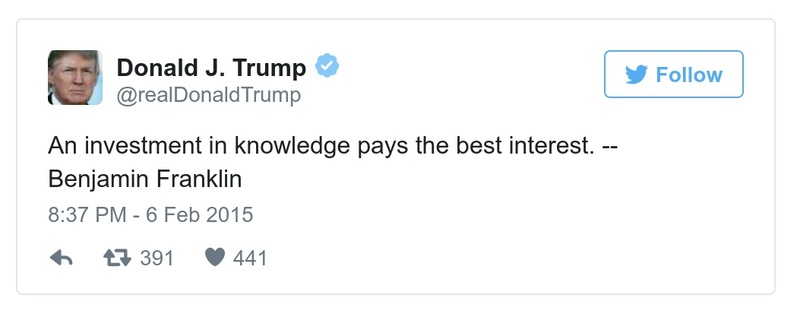 Donald J. Trump
@realDonaldTrump
Follow
An investment in knowledge pays the best interest. --
Benjamin Franklin
8:37 PM - 6 Feb 2015
391 441